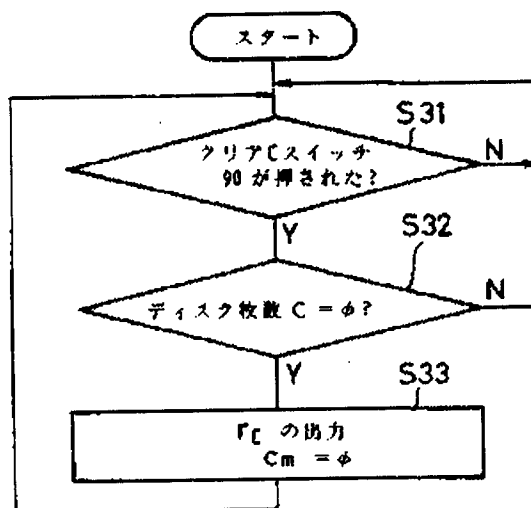 スタート
S31
クリアCスイッチ
90が押された?
N
Y
S32
ディスク枚数 C = φ?
N
Y
S33
の出力
Cm = φ